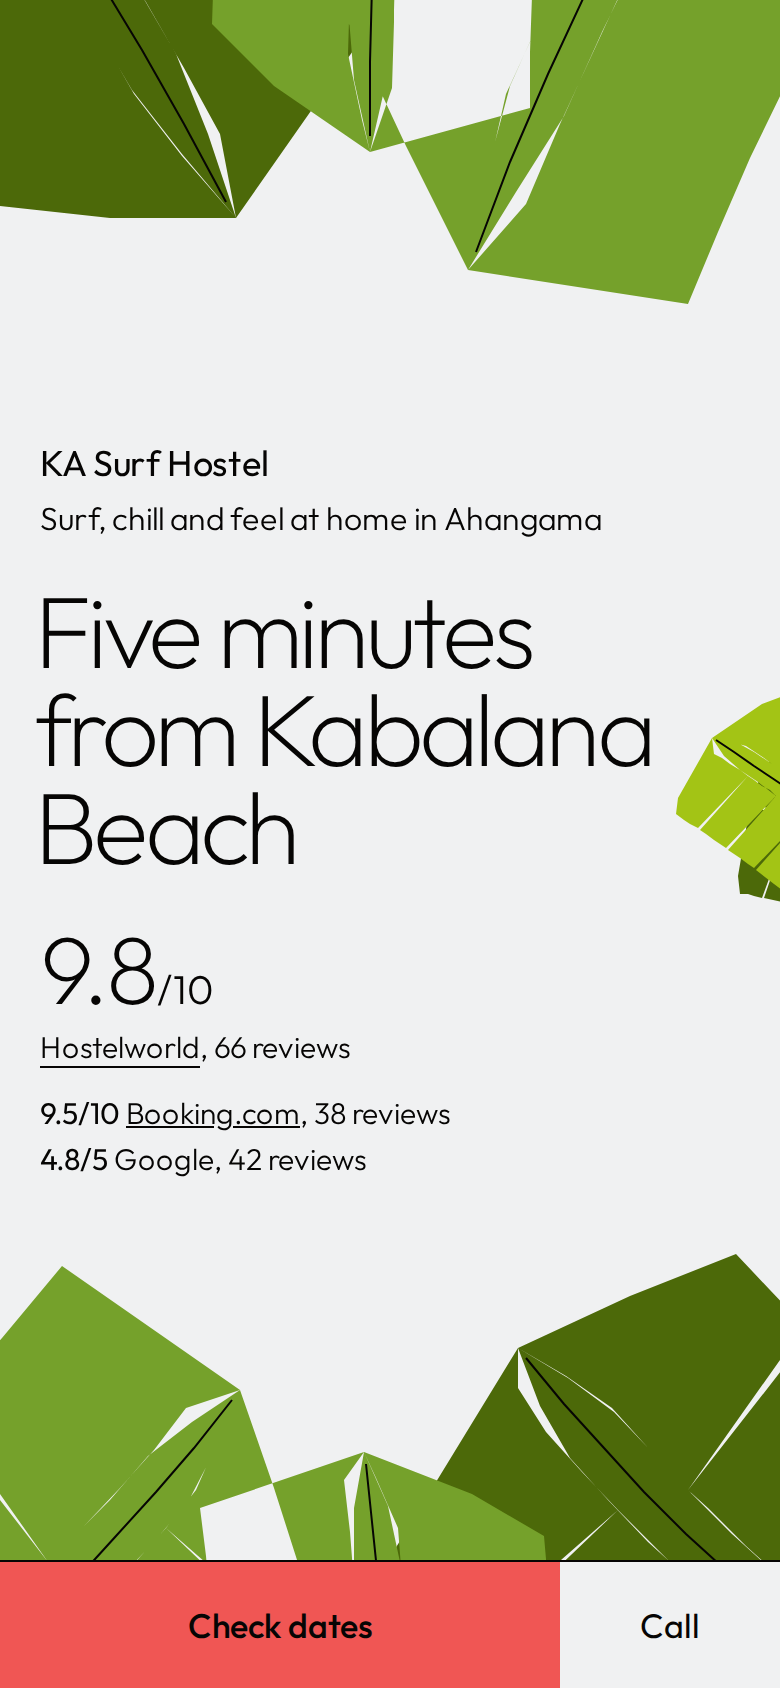 KA Surf Hostel
Surf, chill and feel at home in Ahangama
Five minutes
from Kabalana
Beach
9.8/10
Hostelworld, 66 reviews
9.5/10 Booking.com, 38 reviews
4.8/5 Google, 42 reviews
Check dates
Call